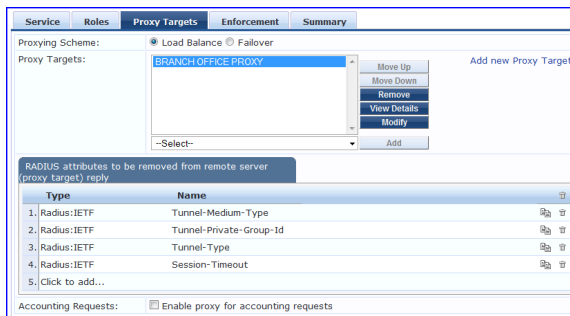 Service Roles Proxy Targets Enforcement Summary
Proxying Scheme: Load Balance Failover
Proxy Targets: BRANCH OFFICE PROXY Move Up Add new Proxy Target
Move Down
Remove
View Details
Modify
--Select-- Add
RADIUS attributes to be removed from remote server
(proxy target) reply
Type Name
1. Radius:IETF Tunnel-Medium-Type
2. Radius:IETF Tunnel-Private-Group-Id
3. Radius:IETF Tunnel-Type
4. Radius:IETF Session-Timeout
5. Click to add...
Accounting Requests: Enable proxy for accounting requests